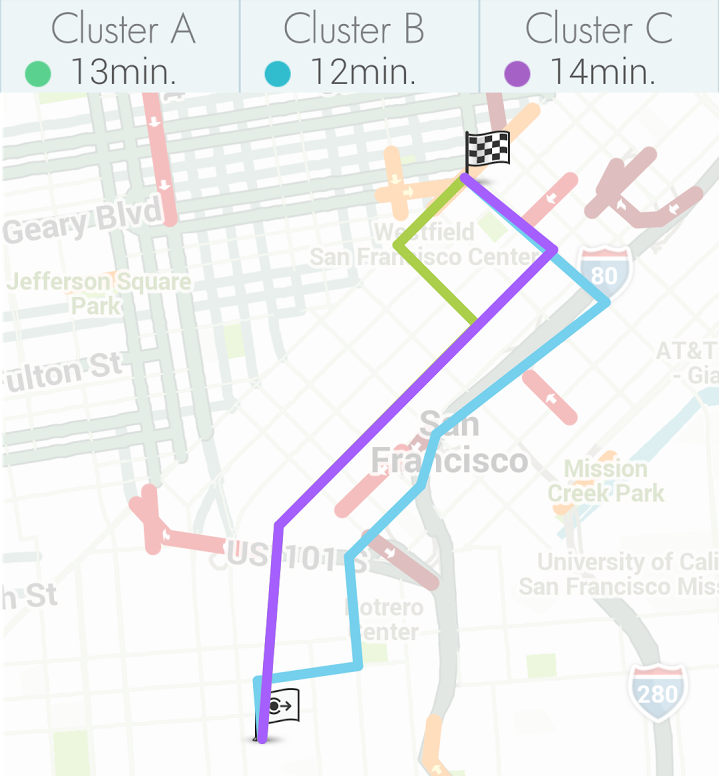 Cluster A
Cluster B
Cluster C
13min.
12min.
14min.
Geary Blvd
Westfield
San Francisco Center
80
Jefferson Square
Park
ulton St
AT&T
- Gia
San
Francisco
Mission
Creek Park
US-101 S
University of Cali
San Francisco Miss
h St
Potrero
Center
280